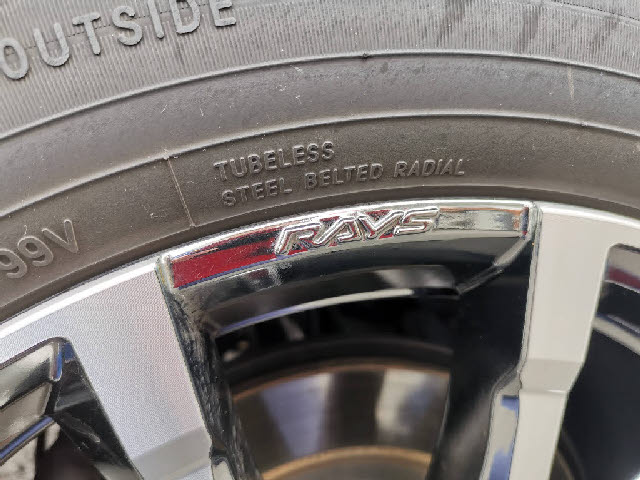 OUTSIDE
TUBELESS
STEEL BELTED RADIAL
99V
RAYS